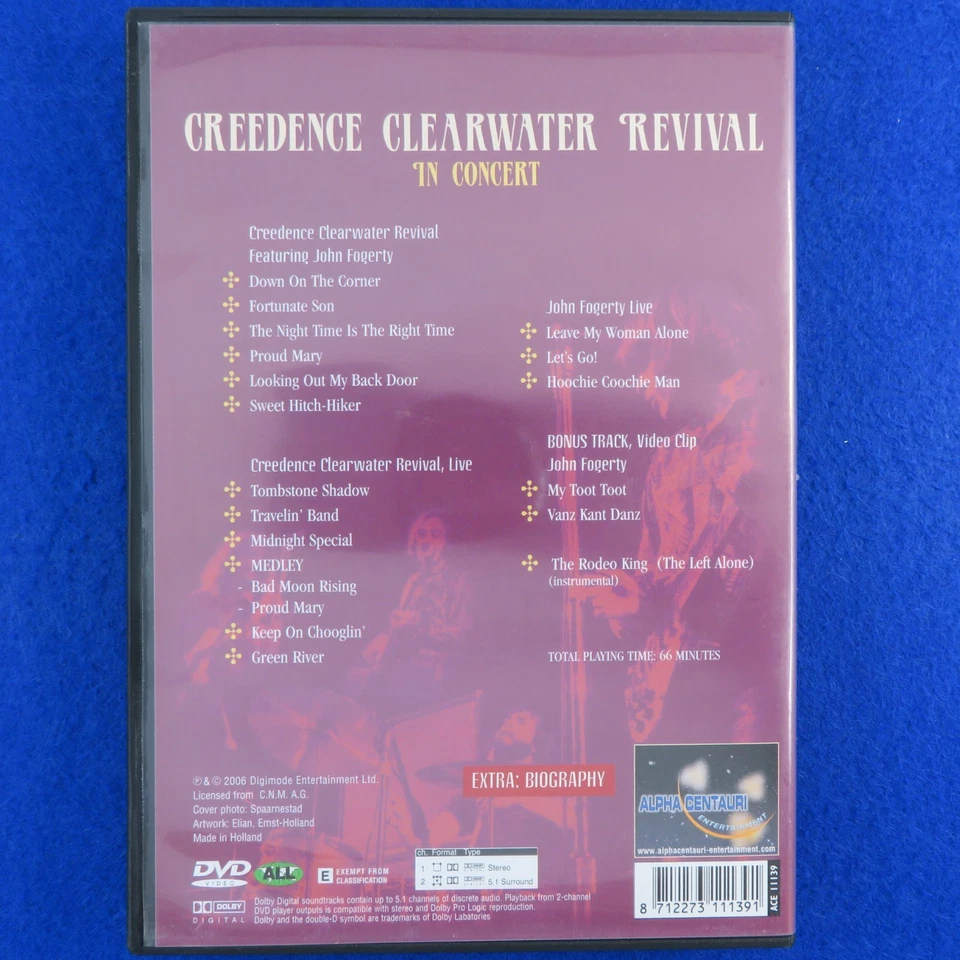 CREEDENCE CLEARWATER REVIVAL
IN CONCERT
Creedence Clearwater Revival
Featuring John Fogerty
Down On The Corner
Fortunate Son
The Night Time Is The Right Time
Proud Mary
Looking Out My Back Door
Sweet Hitch-Hiker
Creedence Clearwater Revival, Live
Tombstone Shadow
Travelin' Band
Midnight Special
MEDLEY
- Bad Moon Rising
- Proud Mary
Keep On Chooglin'
Green River
John Fogerty Live
Leave My Woman Alone
Let's Go!
Hoochie Coochie Man
BONUS TRACK, Video Clip
John Fogerty
My Toot Toot
Vanz Kant Danz
The Rodeo King (The Left Alone)
(instrumental)
TOTAL PLAYING TIME: 66 MINUTES
EXTRA: BIOGRAPHY
℗ & © 2006 Digimode Entertainment Ltd.
Licensed from C.N.M. A.G.
Cover photo: Spaarnestad
Artwork: Elian, Emst-Holland
Made in Holland
DVD
VIDEO
ALL
E EXEMPT FROM
CLASSIFICATION
ch. Format Type
1 Stereo
2 5.1 Surround
DOLBY
DIGITAL
Dolby Digital soundtracks contain up to 5.1 channels of discrete audio. Playback from 2-channel
DVD player outputs is compatible with stereo and Dolby Pro Logic reproduction.
Dolby and the double-D symbol are trademarks of Dolby Labatories
ALPHA CENTAURI
ENTERTAINMENT
www.alphacentauri-entertainment.com
8 712273 111391
ACE 11139